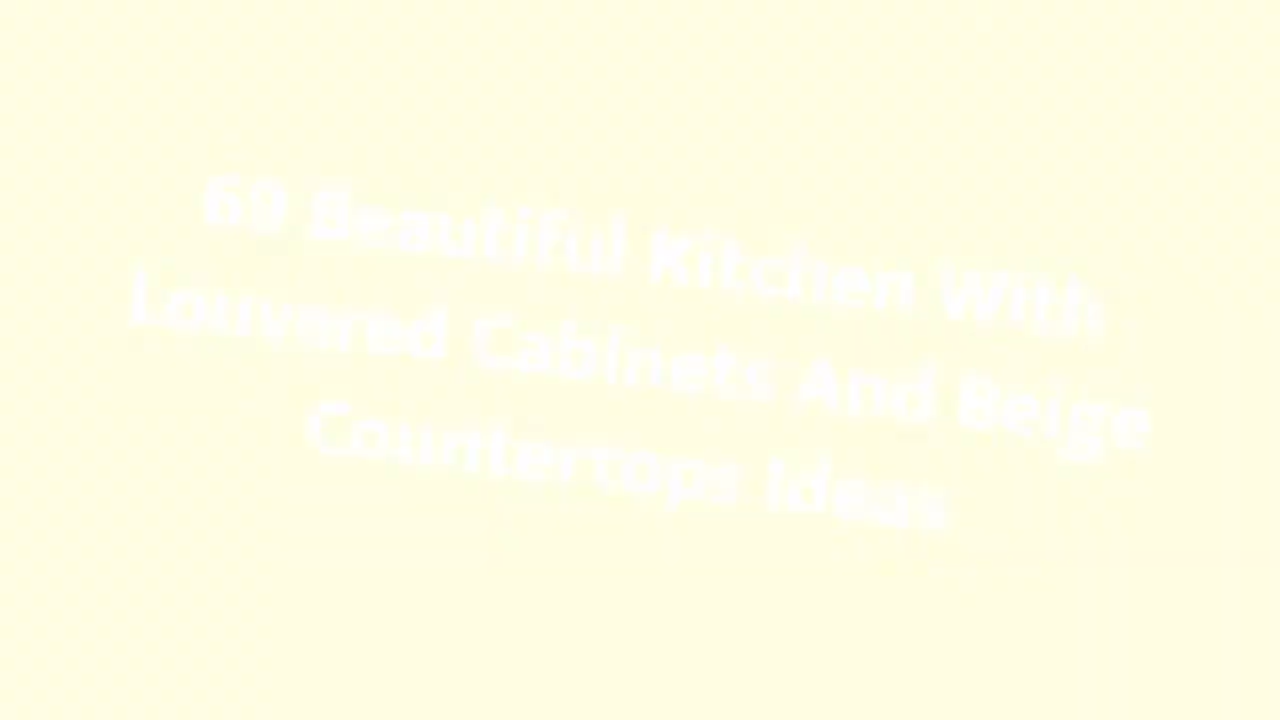 60 Beautiful Kitchen With
Louvered Cabinets And Beige
Countertops Ideas